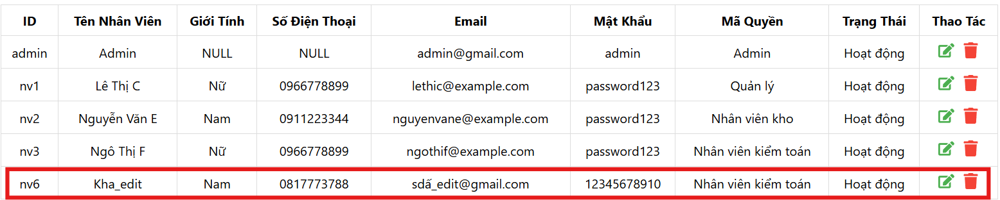 ID Tên Nhân Viên Giới Tính Số Điện Thoại Email Mật Khẩu Mã Quyền Trạng Thái Thao Tác
admin Admin NULL NULL admin@gmail.com admin Admin Hoạt động
nv1 Lê Thị C Nữ 0966778899 lethic@example.com password123 Quản lý Hoạt động
nv2 Nguyễn Văn E Nam 0911223344 nguyenvane@example.com password123 Nhân viên kho Hoạt động
nv3 Ngô Thị F Nữ 0966778899 ngothif@example.com password123 Nhân viên kiểm toán Hoạt động
nv6 Kha_edit Nam 0817773788 sdấ_edit@gmail.com 12345678910 Nhân viên kiểm toán Hoạt động